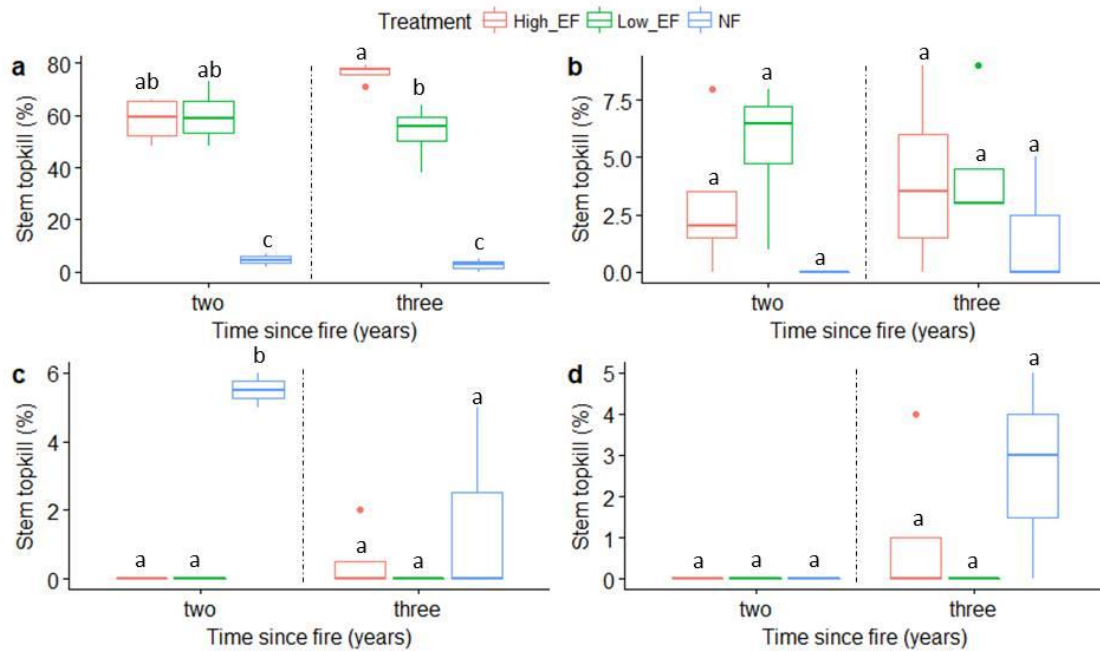 Treatment High_EF Low_EF NF
a
Stem topkill (%)
80
60
40
20
0
ab
ab
c
a
b
c
two
three
Time since fire (years)
b
Stem topkill (%)
7.5
5.0
2.5
0.0
a
a
a
a
a
a
two
three
Time since fire (years)
c
Stem topkill (%)
6
4
2
0
a
a
b
a
a
a
two
three
Time since fire (years)
d
Stem topkill (%)
5
4
3
2
1
0
a
a
a
a
a
a
two
three
Time since fire (years)